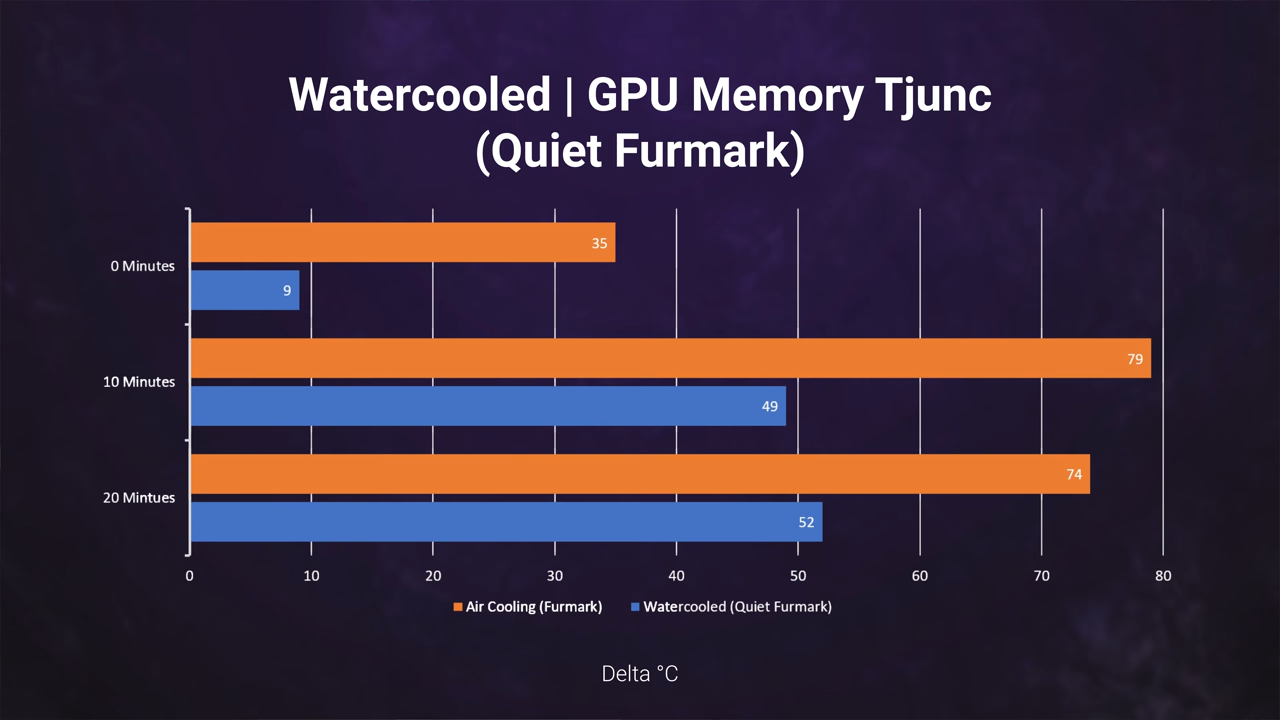 Watercooled | GPU Memory Tjunc
(Quiet Furmark)
0 Minutes
35
9
10 Minutes
79
49
20 Mintues
74
52
0 10 20 30 40 50 60 70 80
Air Cooling (Furmark) Watercooled (Quiet Furmark)
Delta °C